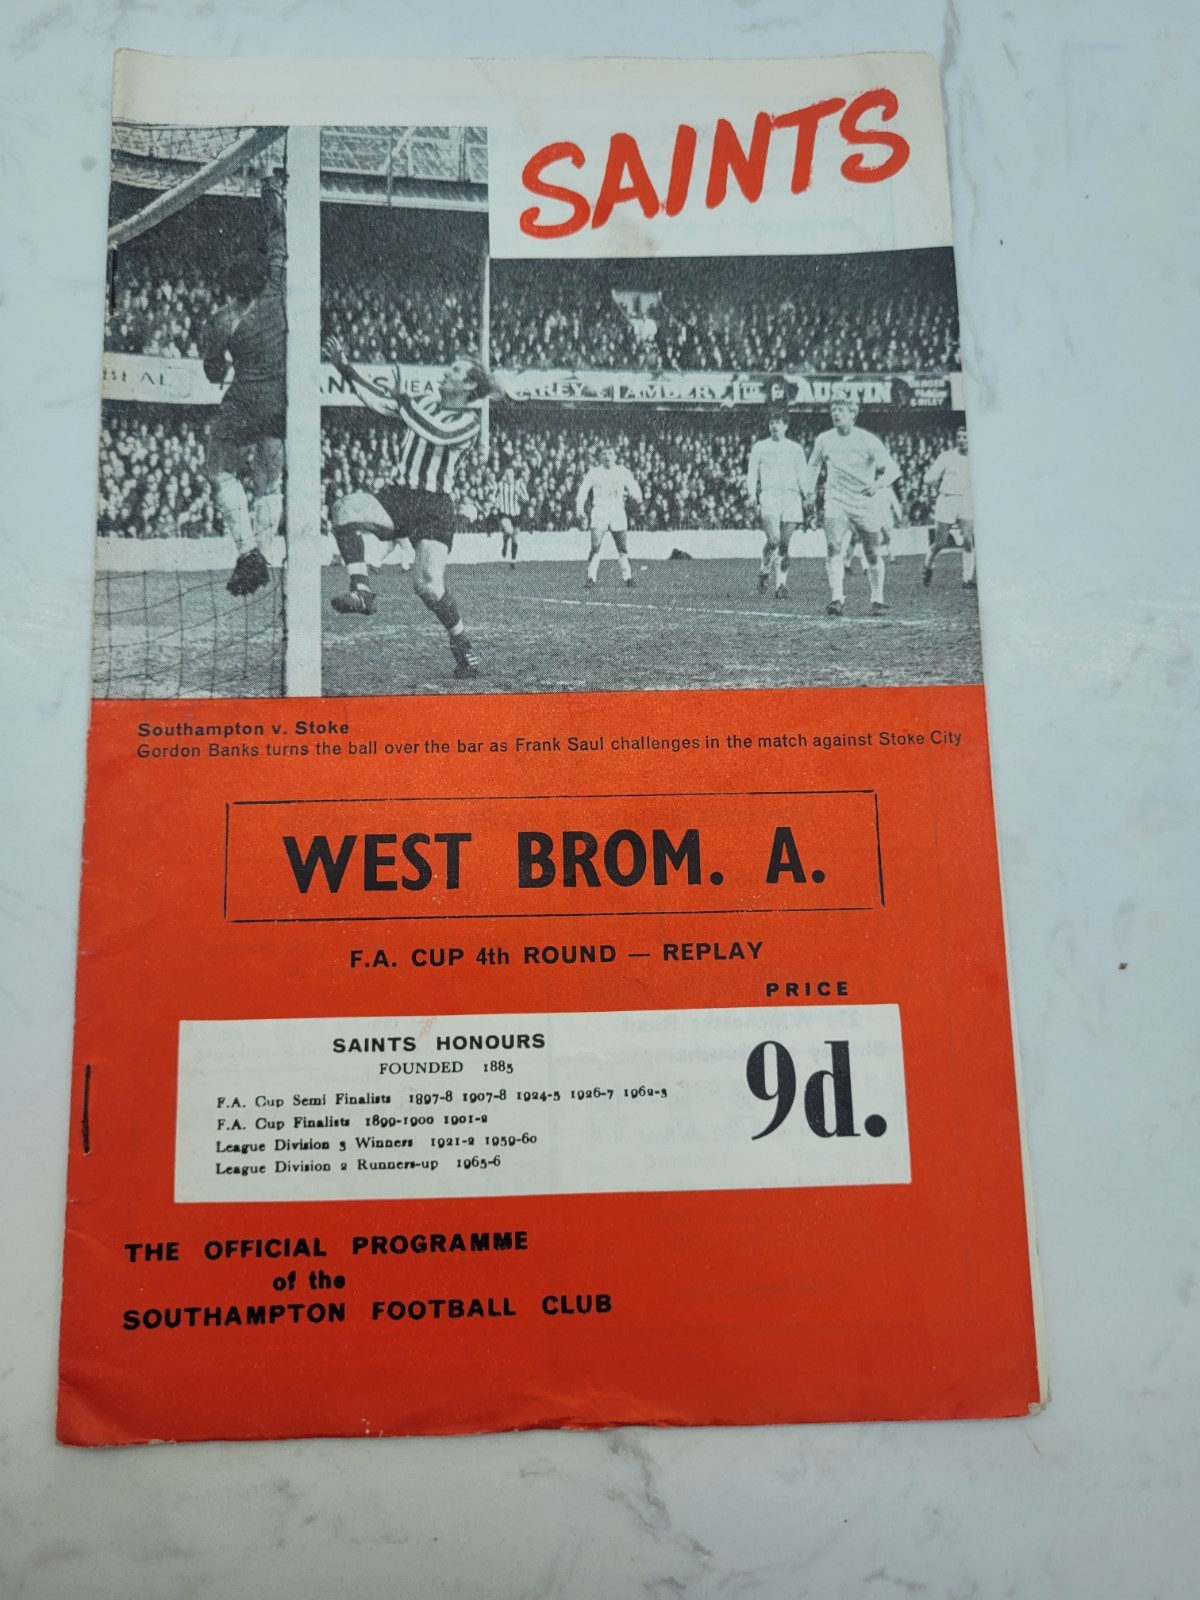 SAINTS
AUSTIN
Southampton v. Stoke
Gordon Banks turns the ball over the bar as Frank Saul challenges in the match against Stoke City
WEST BROM. A.
F.A. CUP 4th ROUND — REPLAY
PRICE
9d.
SAINTS HONOURS
FOUNDED 1885
F.A. Cup Semi Finalists 1897-8 1907-8 1924-5 1926-7 1962-3
F.A. Cup Finalists 1899-1900 1901-2
League Division 3 Winners 1921-2 1959-60
League Division 2 Runners-up 1965-6
THE OFFICIAL PROGRAMME
of the
SOUTHAMPTON FOOTBALL CLUB